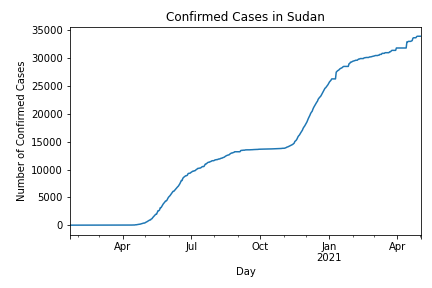 Confirmed Cases in Sudan
35000
30000
25000
20000
15000
10000
5000
0
Number of Confirmed Cases
Apr Jul Oct Jan Apr
2021
Day